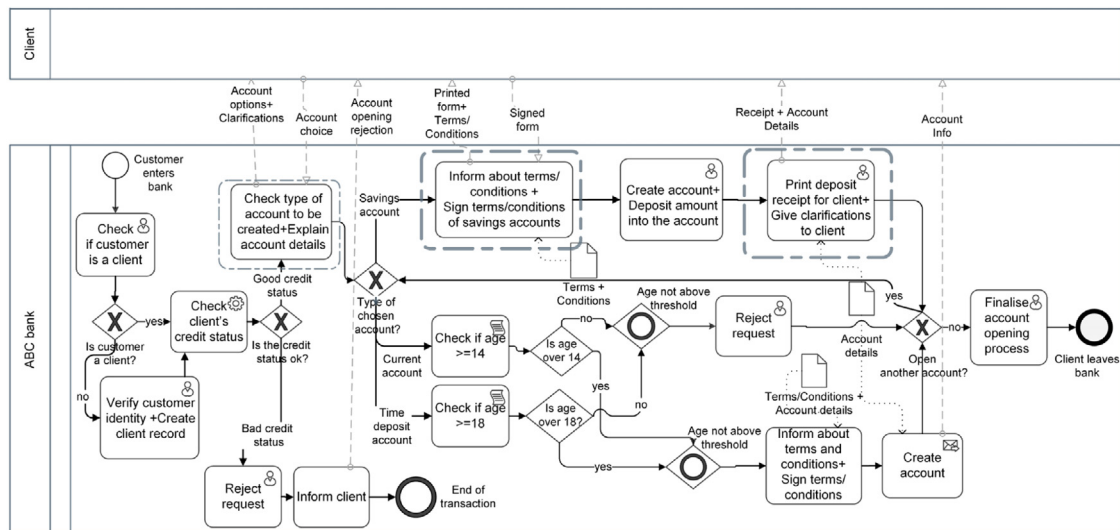 Client
Account
options+
Clarifications
Account
choice
Account
opening
rejection
Printed
form+
Terms/
Conditions
Signed
form
Receipt + Account
Details
Account
Info
ABC bank
Customer
enters
bank
Check
if customer
is a client
Is customer
a client?
yes
no
Verify customer
identity +Create
client record
Check
client's
credit status
Is the credit
status ok?
Good credit
status
Bad credit
status
Check type of
account to be
created+Explain
account details
Reject
request
Inform client
End of
transaction
Type of
chosen
account?
Savings
account
Current
account
Time
deposit
account
Inform about terms/
conditions +
Sign terms/conditions
of savings accounts
Terms +
Conditions
Create account+
Deposit amount
into the account
Print deposit
receipt for client+
Give clarifications
to client
Check if age
>=14
Is age
over 14
no
yes
Check if age
>=18
Is age
over 18?
no
yes
Age not above
threshold
Reject
request
Age not above
threshold
Account
details
Terms/Conditions +
Account details
Inform about
terms and
conditions+
Sign terms/
conditions
Create
account
Open
another account?
yes
no
Finalise
account
opening
process
Client leaves
bank